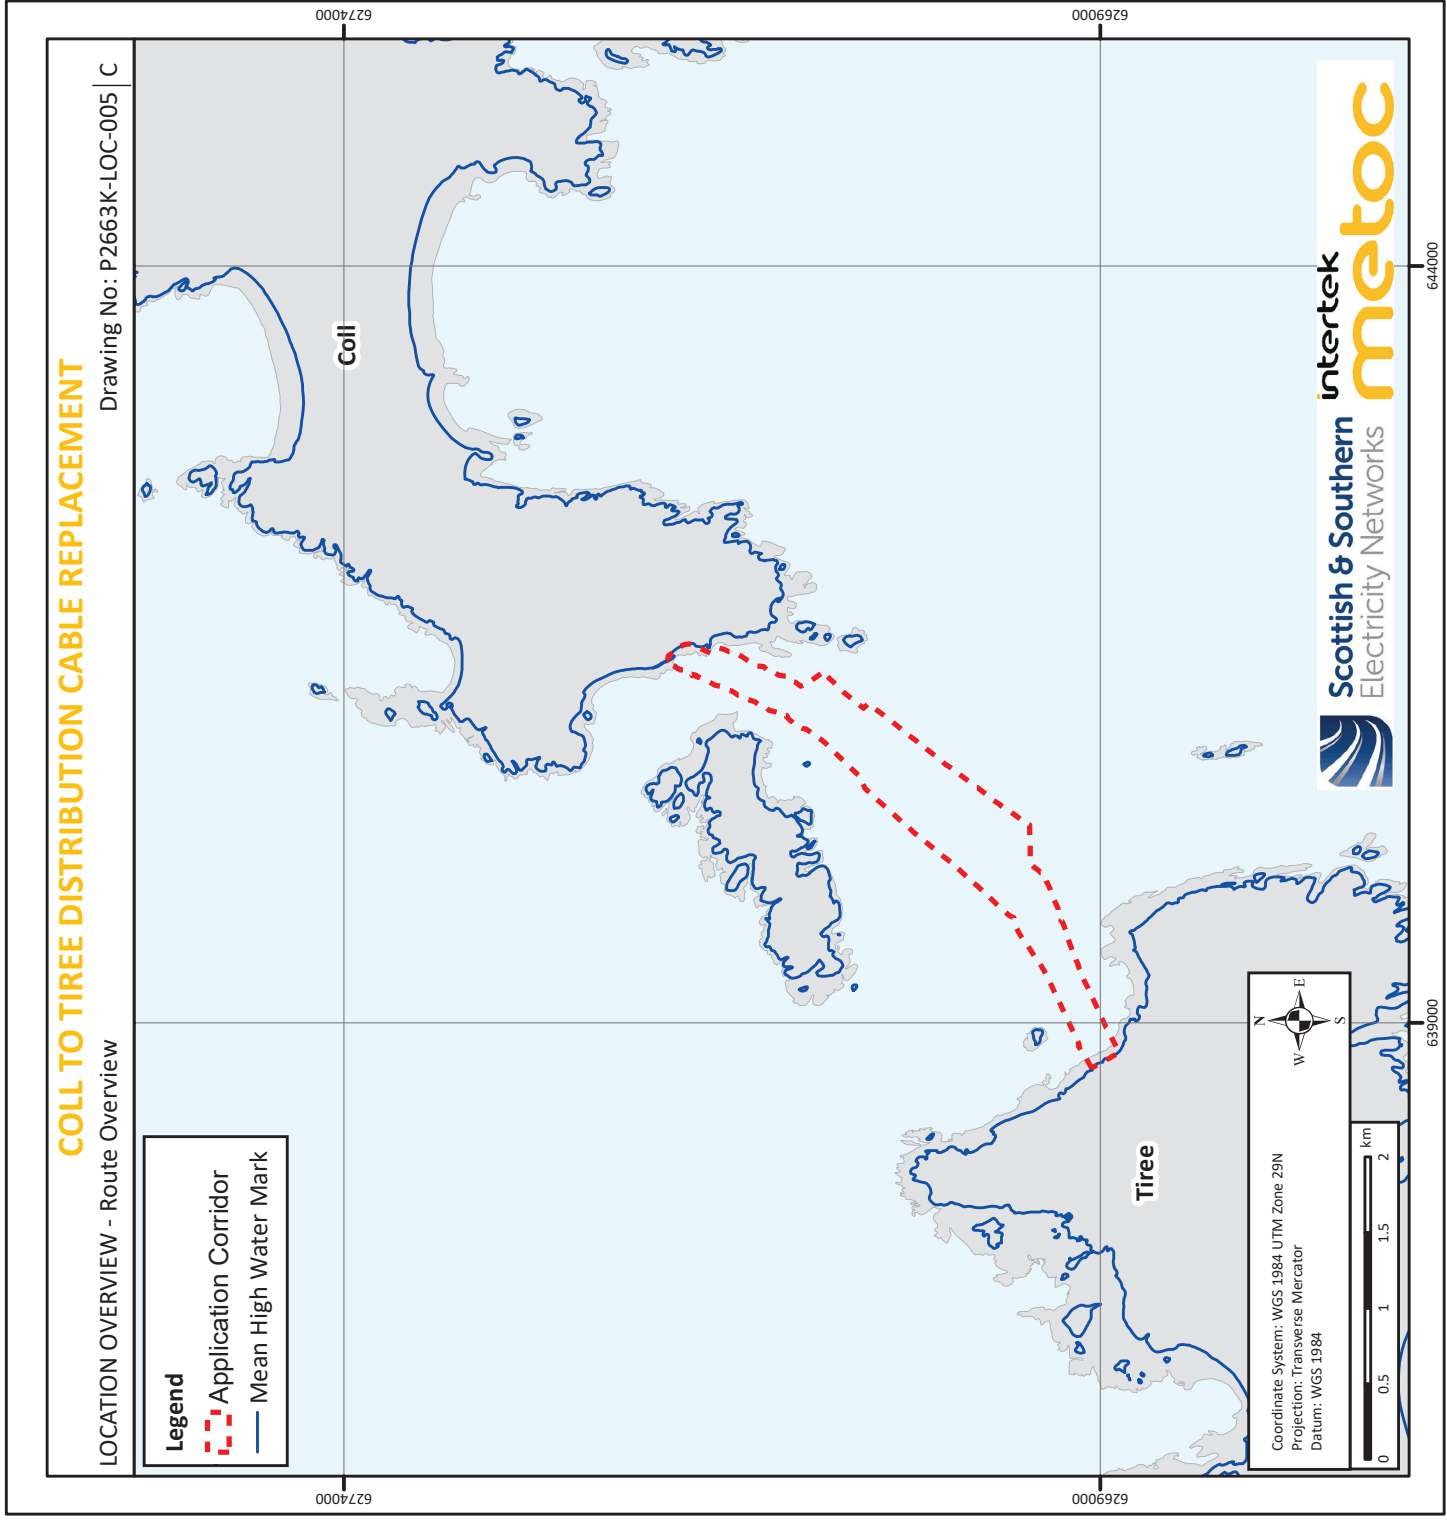 COLL TO TIREE DISTRIBUTION CABLE REPLACEMENT
LOCATION OVERVIEW - Route Overview
Drawing No: P2663K-LOC-005 | C
Legend
Application Corridor
Mean High Water Mark
6274000
6269000
6274000
6269000
639000
644000
Coll
Tiree
N
W
E
S
Coordinate System: WGS 1984 UTM Zone 29N
Projection: Transverse Mercator
Datum: WGS 1984
km
0 0.5 1 1.5 2
Scottish & Southern
Electricity Networks
intertek
metoc